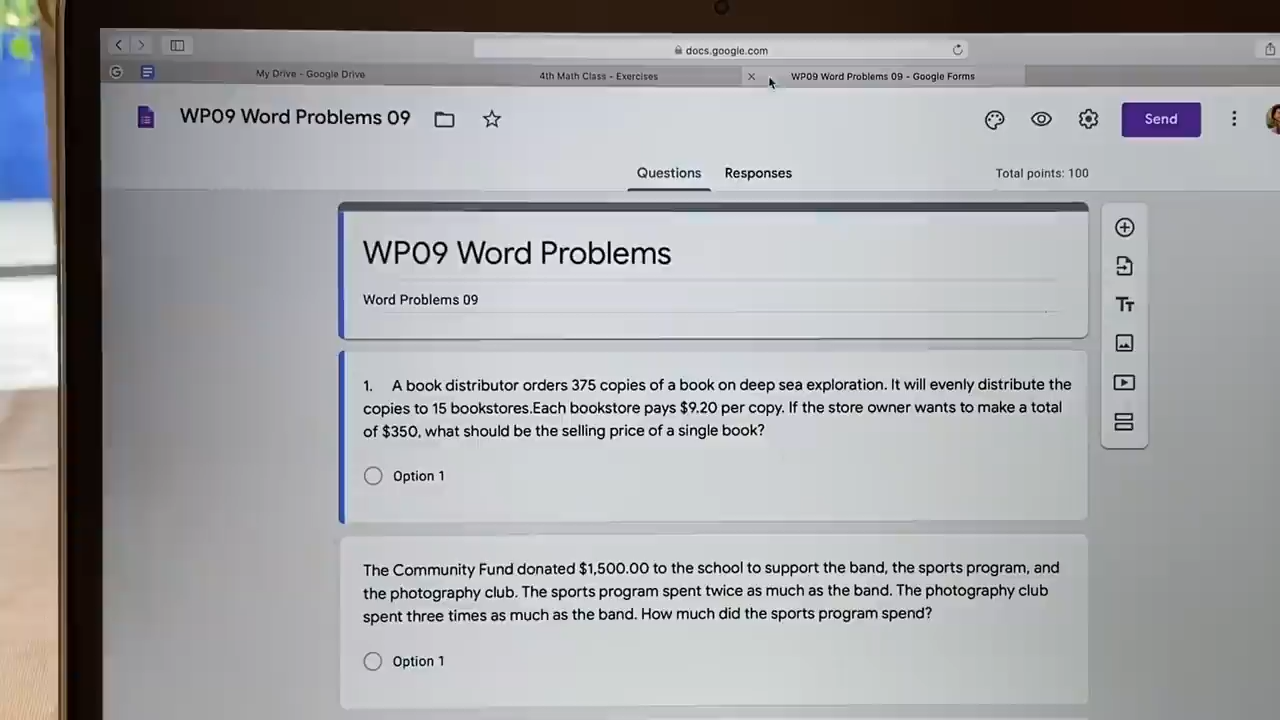 docs.google.com
My Drive - Google Drive
4th Math Class - Exercises
WP09 Word Problems 09 - Google Forms
WP09 Word Problems 09
Send
Questions
Responses
Total points: 100
WP09 Word Problems
Word Problems 09
1. A book distributor orders 375 copies of a book on deep sea exploration. It will evenly distribute the
copies to 15 bookstores.Each bookstore pays $9.20 per copy. If the store owner wants to make a total
of $350, what should be the selling price of a single book?
Option 1
The Community Fund donated $1,500.00 to the school to support the band, the sports program, and
the photography club. The sports program spent twice as much as the band. The photography club
spent three times as much as the band. How much did the sports program spend?
Option 1